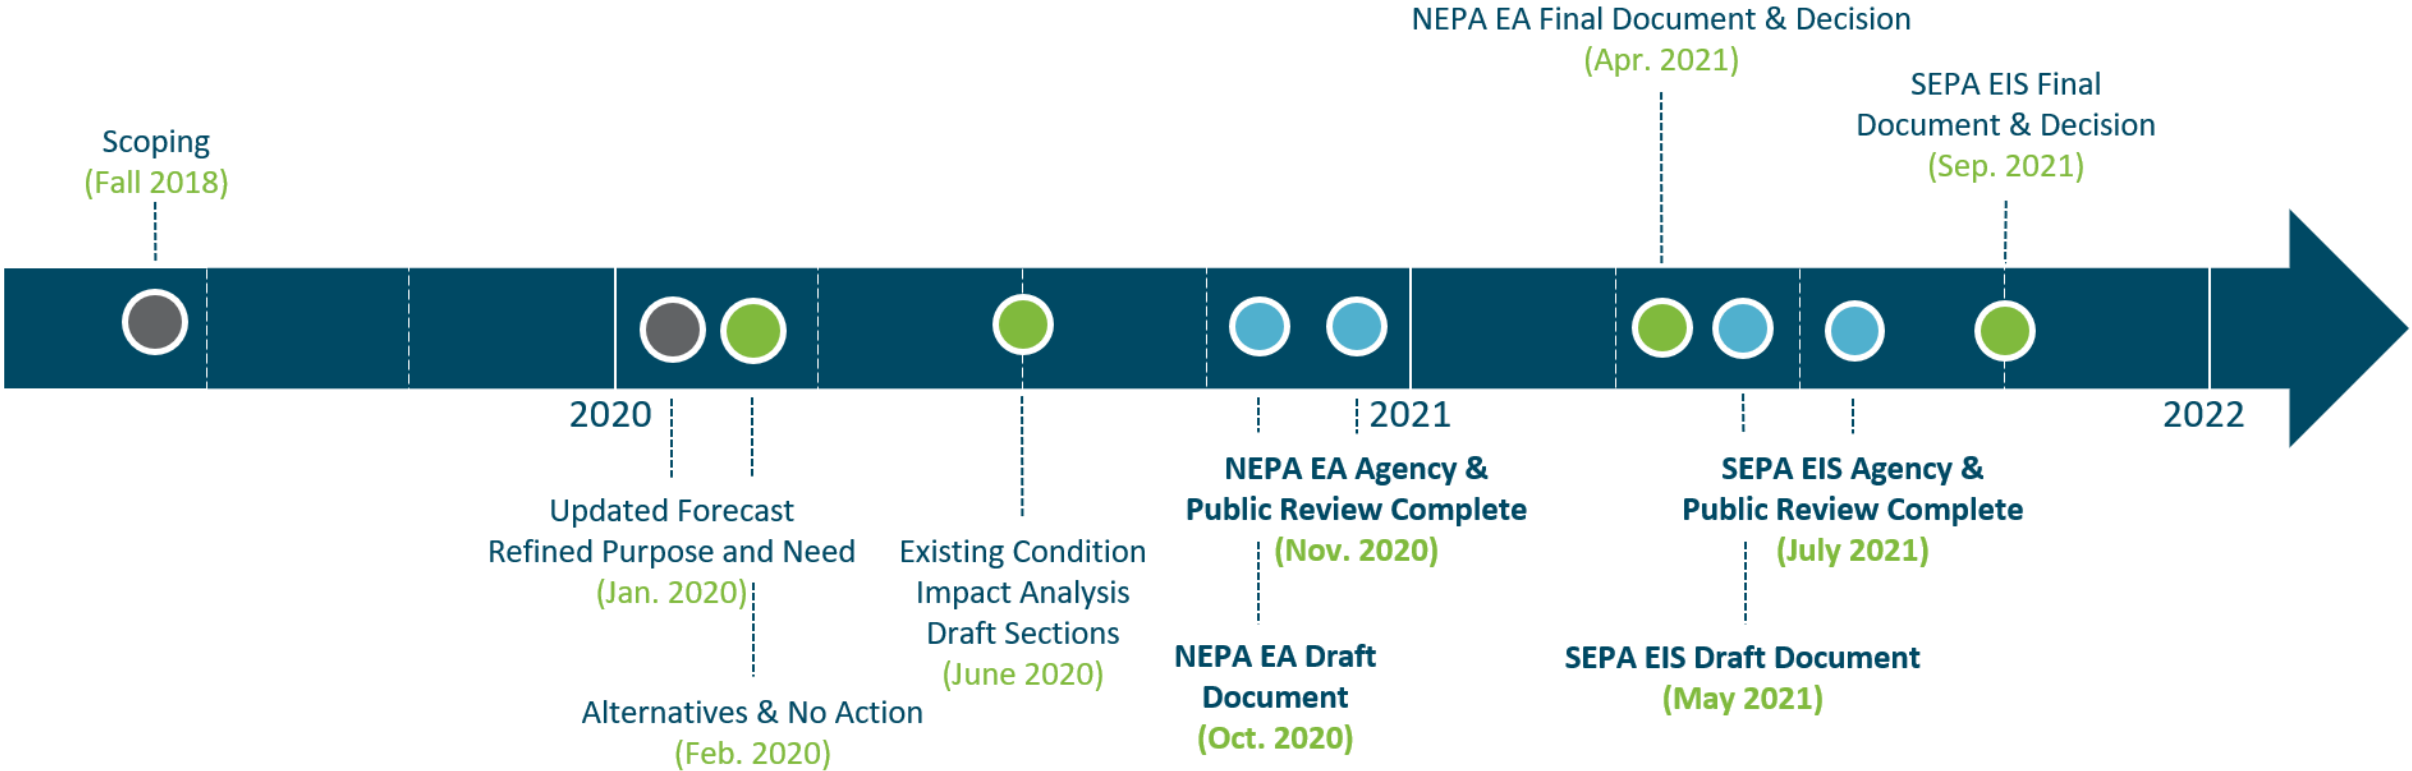 NEPA EA Final Document & Decision
(Apr. 2021)
SEPA EIS Final
Document & Decision
(Sep. 2021)
Scoping
(Fall 2018)
2020
2021
2022
Updated Forecast
Refined Purpose and Need
(Jan. 2020)
Alternatives & No Action
(Feb. 2020)
Existing Condition
Impact Analysis
Draft Sections
(June 2020)
NEPA EA Agency &
Public Review Complete
(Nov. 2020)
NEPA EA Draft
Document
(Oct. 2020)
SEPA EIS Agency &
Public Review Complete
(July 2021)
SEPA EIS Draft Document
(May 2021)